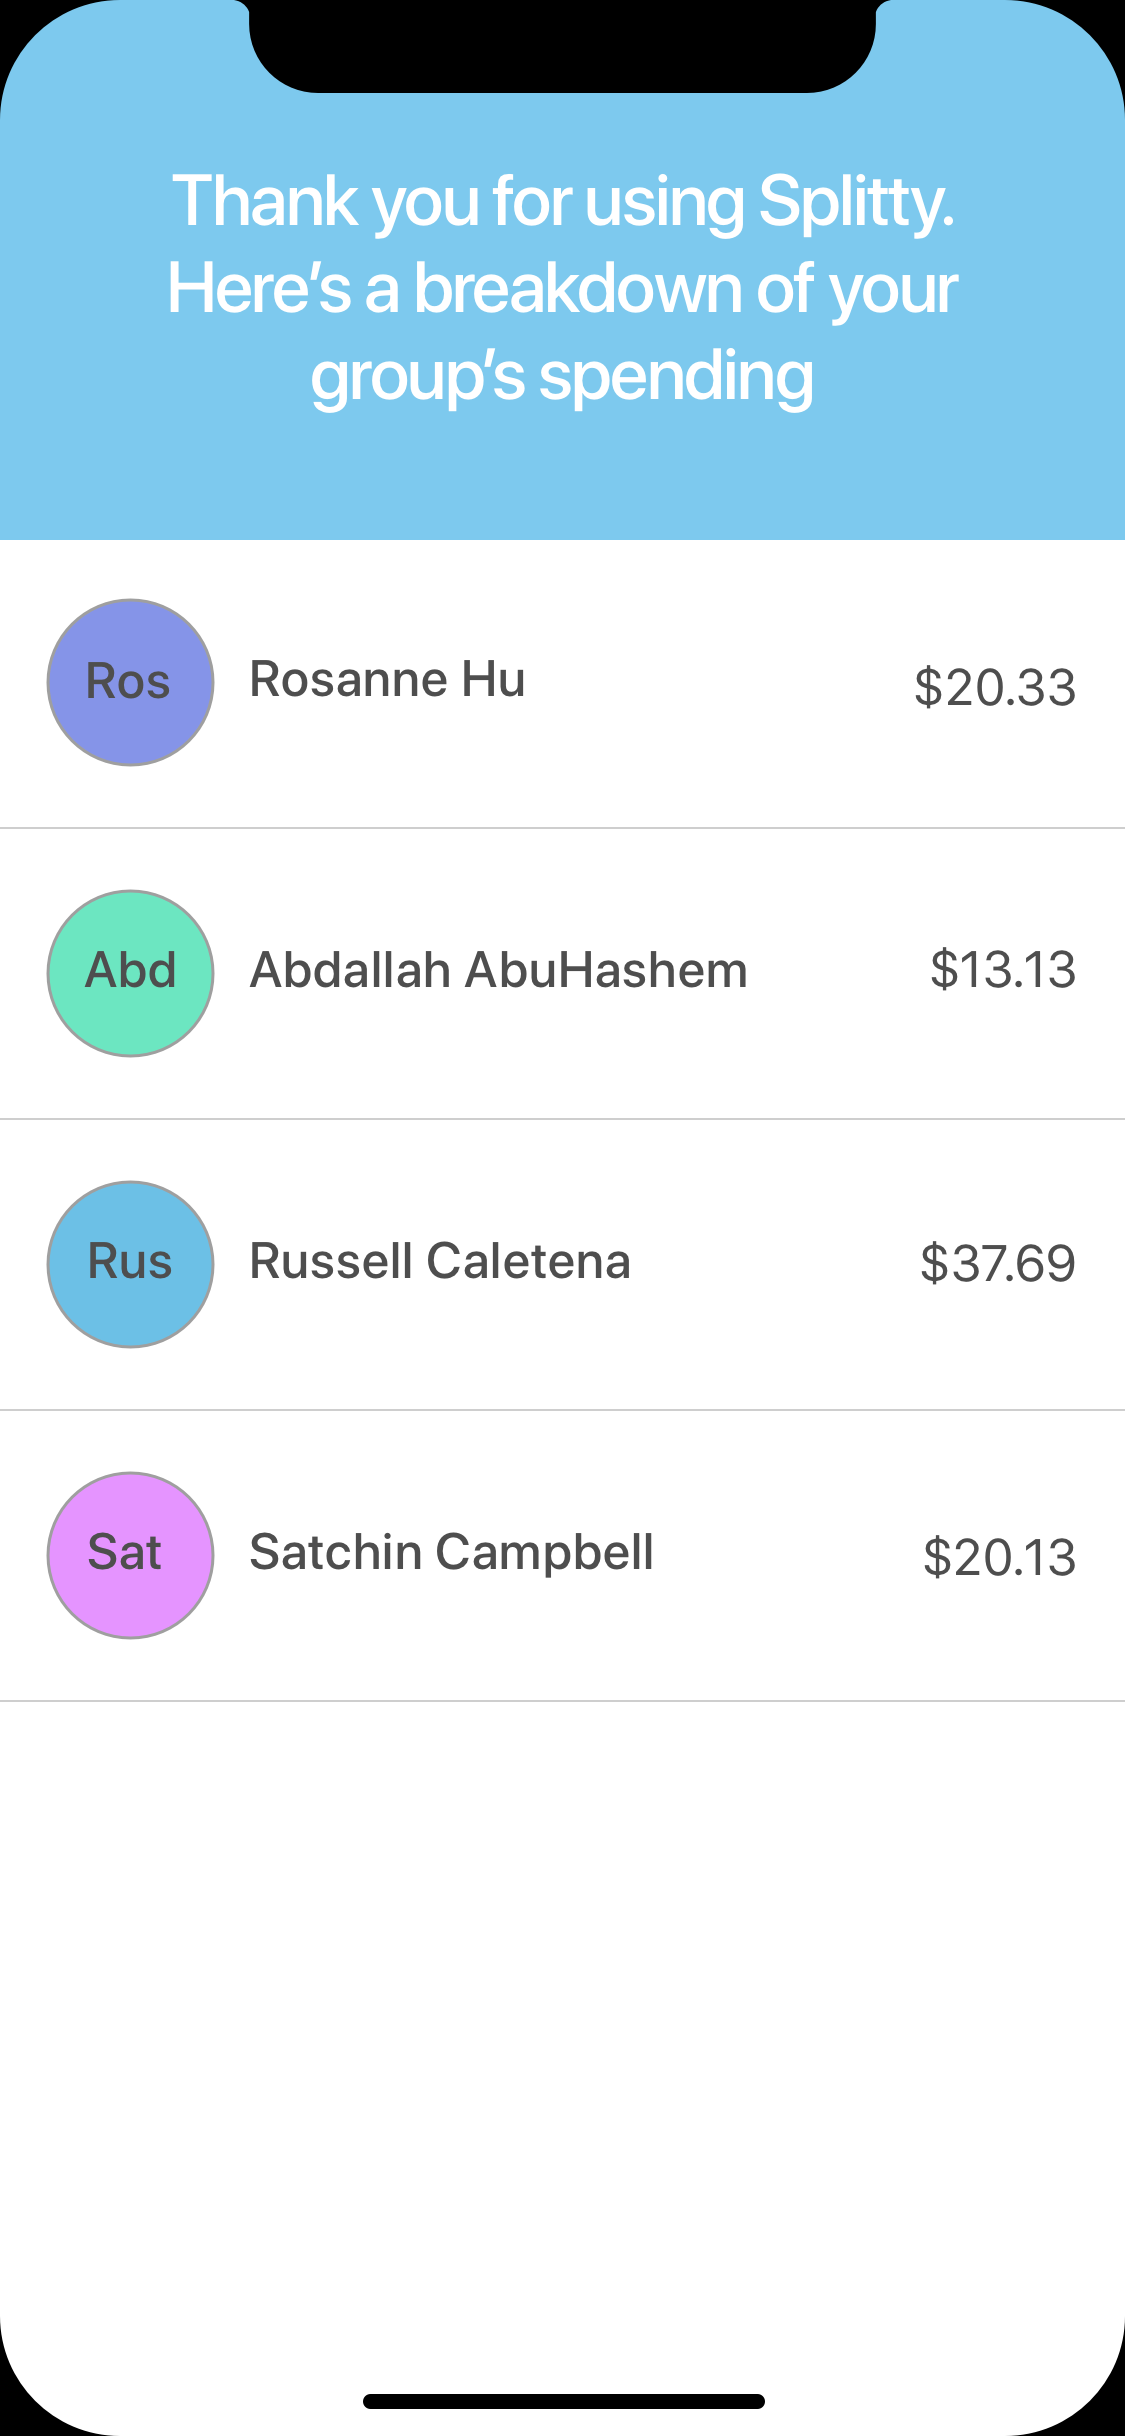 Thank you for using Splitty.
Here’s a breakdown of your
group’s spending
Ros Rosanne Hu $20.33
Abd Abdallah AbuHashem $13.13
Rus Russell Caletena $37.69
Sat Satchin Campbell $20.13